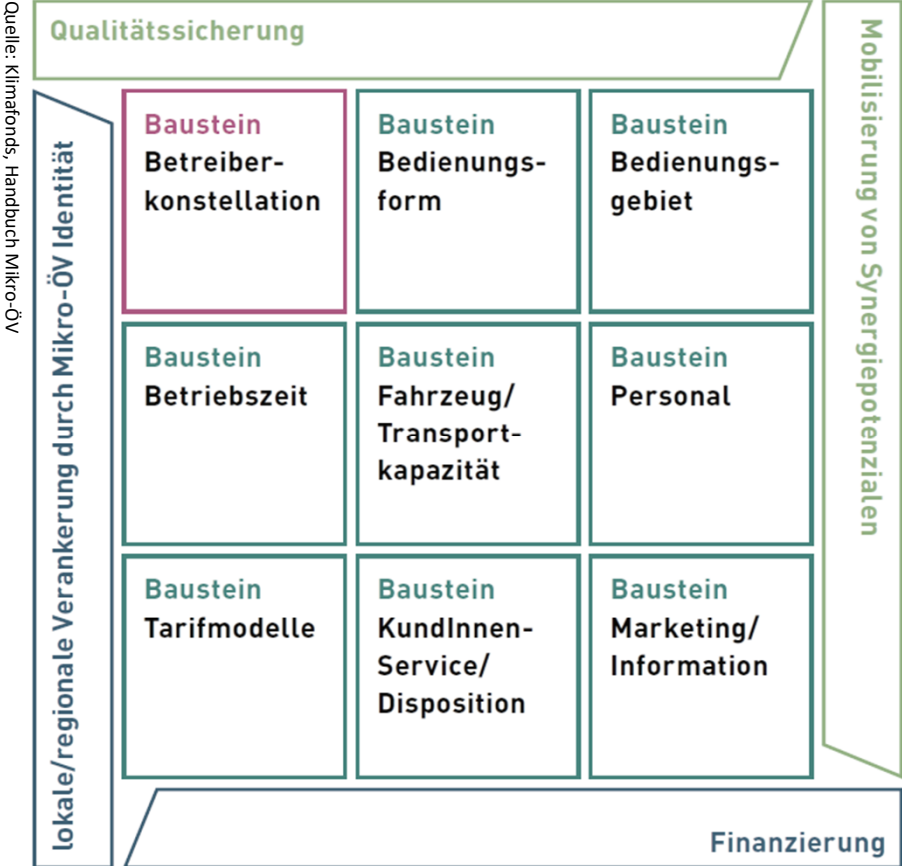 Quelle: Klimafonds, Handbuch Mikro-ÖV
Qualitätssicherung
Mobilisierung von Synergiepotenzialen
lokale/regionale Verankerung durch Mikro-ÖV Identität
Baustein
Betreiber-
konstellation
Baustein
Bedienungs-
form
Baustein
Bedienungs-
gebiet
Baustein
Betriebszeit
Baustein
Fahrzeug/
Transport-
kapazität
Baustein
Personal
Baustein
Tarifmodelle
Baustein
KundInnen-
Service/
Disposition
Baustein
Marketing/
Information
Finanzierung